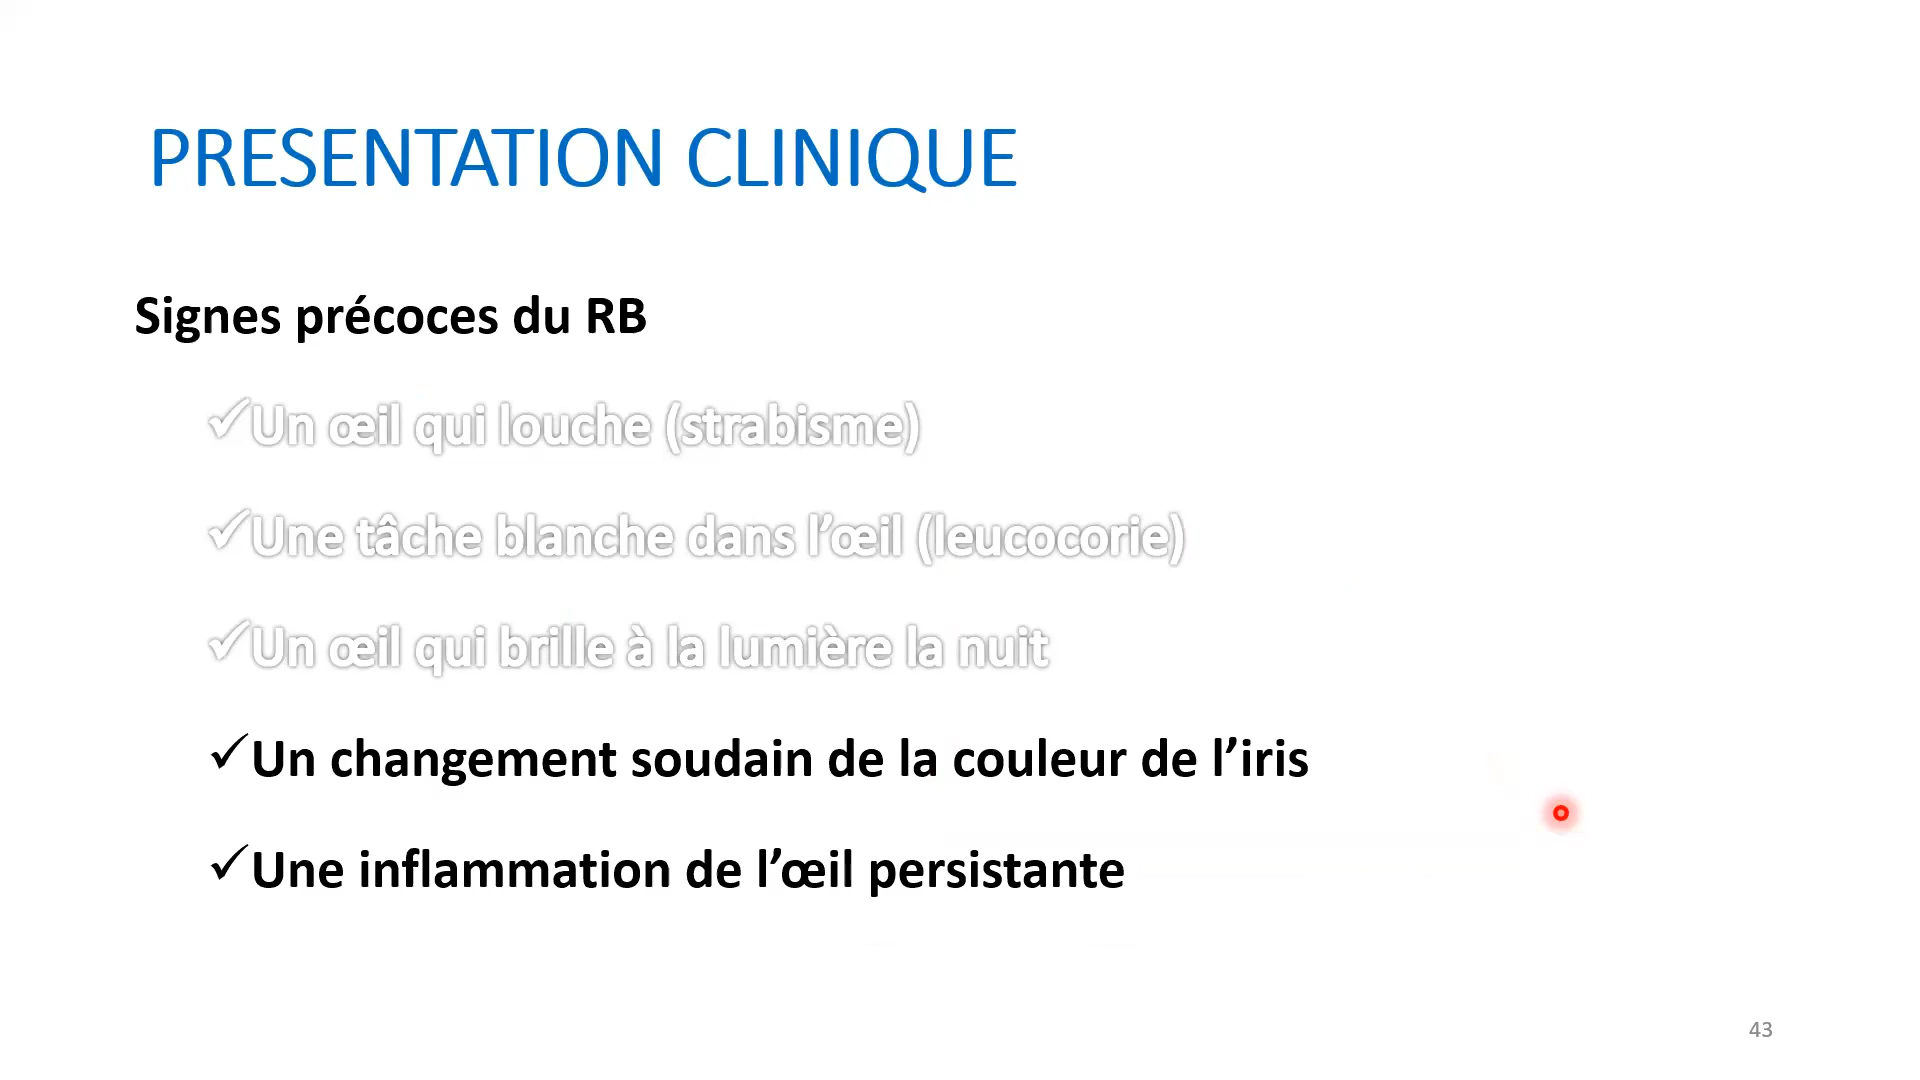 PRESENTATION CLINIQUE
Signes précoces du RB
✓Un œil qui louche (strabisme)
✓Une tâche blanche dans l’œil (leucocorie)
✓Un œil qui brille à la lumière la nuit
✓Un changement soudain de la couleur de l’iris
✓Une inflammation de l’œil persistante
43